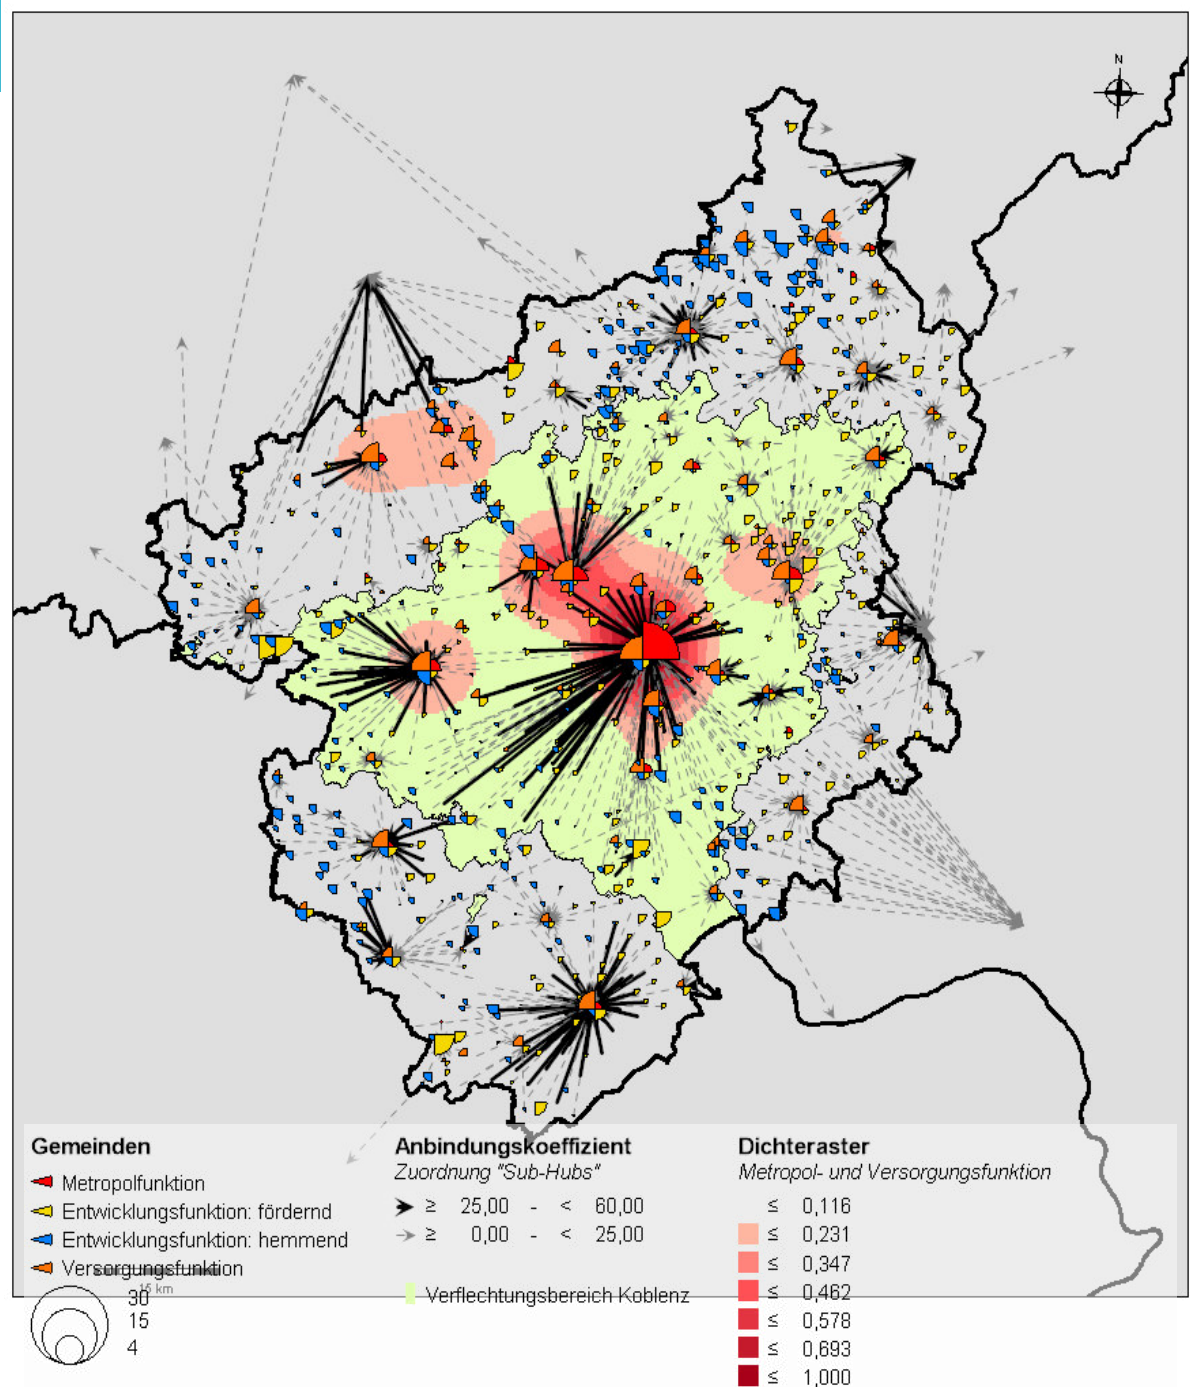 N
Gemeinden
Metropolfunktion
Entwicklungsfunktion: fördernd
Entwicklungsfunktion: hemmend
Versorgungsfunktion
15 km
30
15
4
Anbindungskoeffizient
Zuordnung "Sub-Hubs"
≥ 25,00 - < 60,00
≥ 0,00 - < 25,00
Verflechtungsbereich Koblenz
Dichteraster
Metropol- und Versorgungsfunktion
≤ 0,116
≤ 0,231
≤ 0,347
≤ 0,462
≤ 0,578
≤ 0,693
≤ 1,000